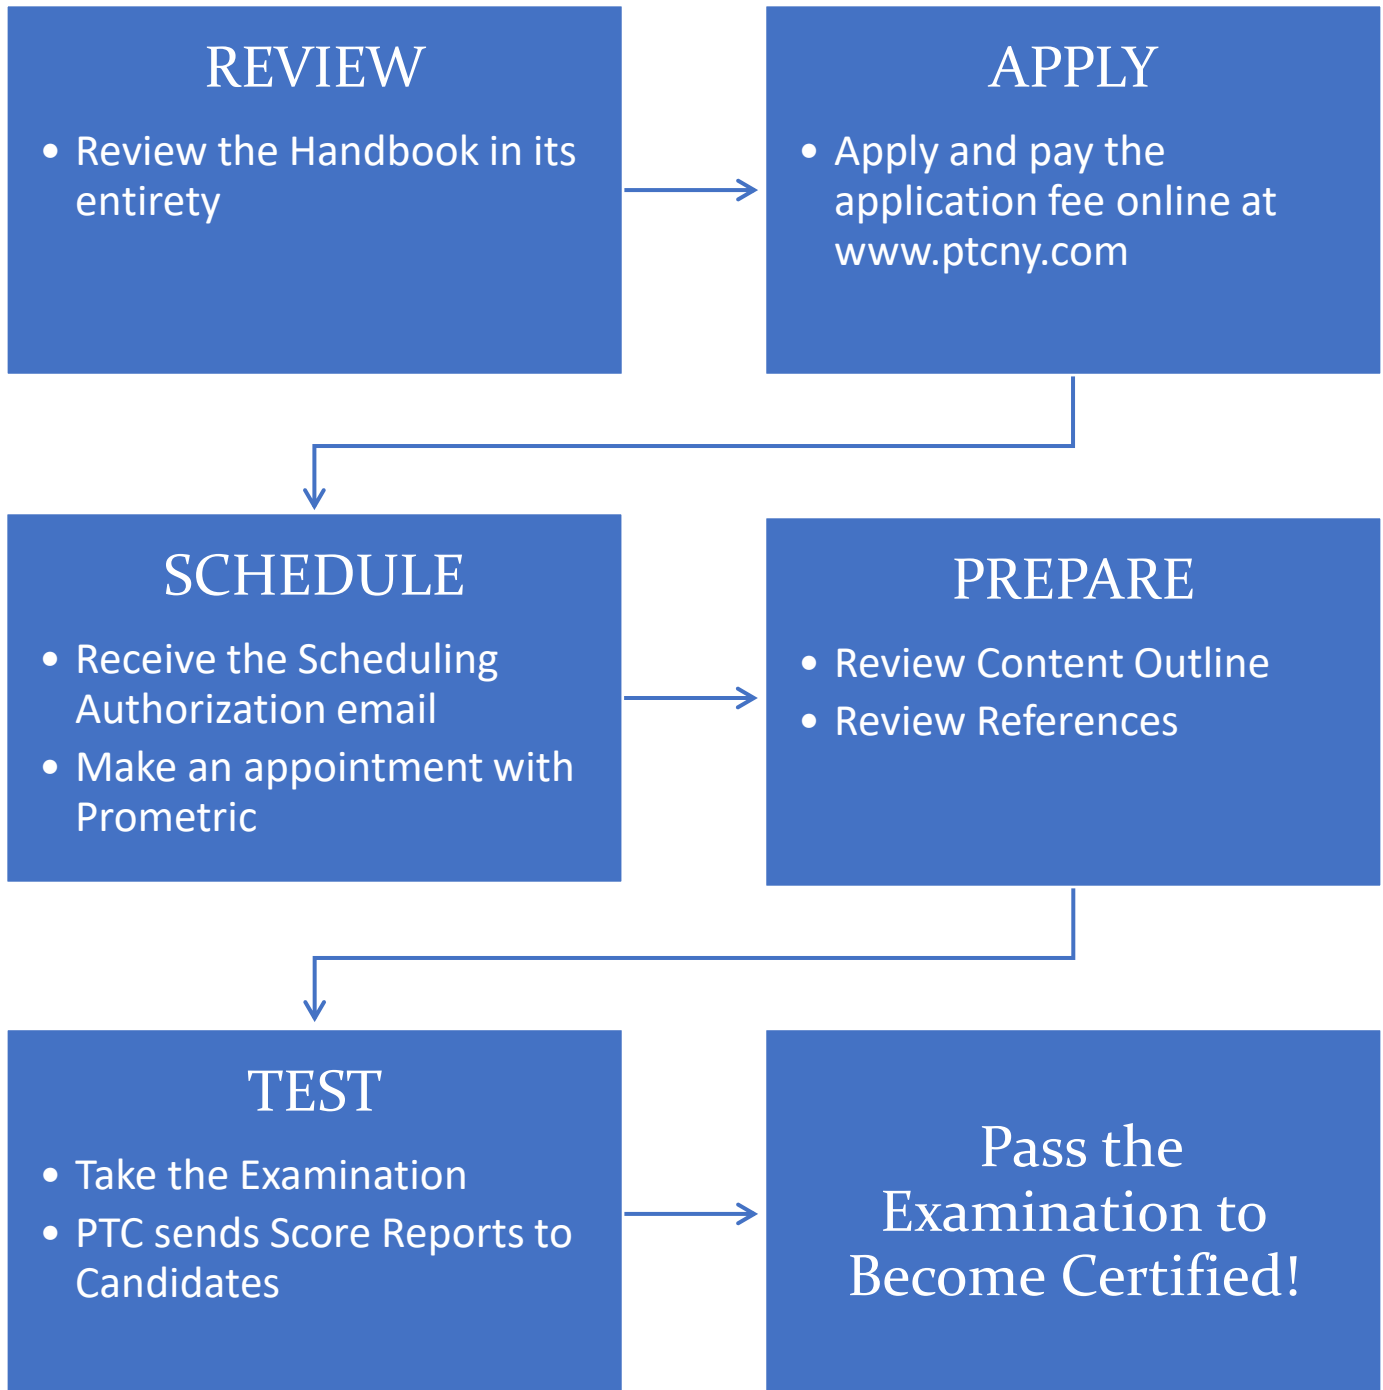 REVIEW
• Review the Handbook in its
entirety
APPLY
• Apply and pay the
application fee online at
www.ptcny.com
SCHEDULE
• Receive the Scheduling
Authorization email
• Make an appointment with
Prometric
PREPARE
• Review Content Outline
• Review References
TEST
• Take the Examination
• PTC sends Score Reports to
Candidates
Pass the
Examination to
Become Certified!